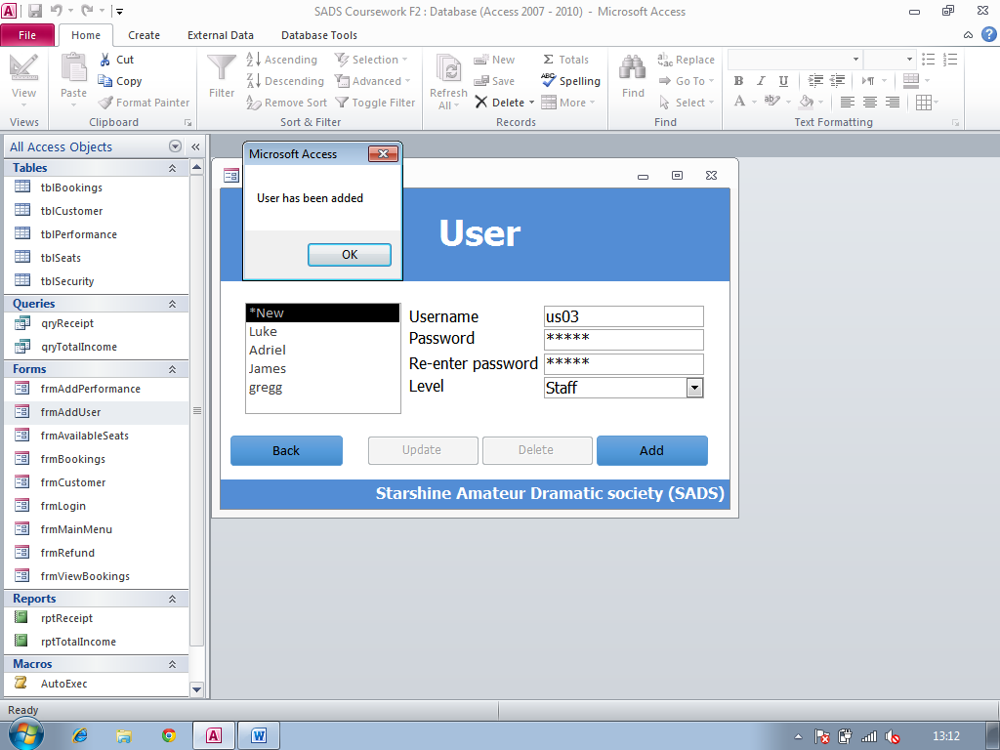 SADS Coursework F2 : Database (Access 2007 - 2010) - Microsoft Access
File Home Create External Data Database Tools
View
Views
Paste
Cut
Copy
Format Painter
Clipboard
Filter
Ascending
Descending
Remove Sort
Selection
Advanced
Toggle Filter
Sort & Filter
Refresh
All
New
Save
Delete
Totals
Spelling
More
Records
Find
Replace
Go To
Select
Find
B I U
A ab
Text Formatting
All Access Objects
Tables
tblBookings
tblCustomer
tblPerformance
tblSeats
tblSecurity
Queries
qryReceipt
qryTotalIncome
Forms
frmAddPerformance
frmAddUser
frmAvailableSeats
frmBookings
frmCustomer
frmLogin
frmMainMenu
frmRefund
frmViewBookings
Reports
rptReceipt
rptTotalIncome
Macros
AutoExec
Microsoft Access
User has been added
OK
User
*New
Luke
Adriel
James
gregg
Username us03
Password *****
Re-enter password *****
Level Staff
Back Update Delete Add
Starshine Amateur Dramatic society (SADS)
Ready
13:12